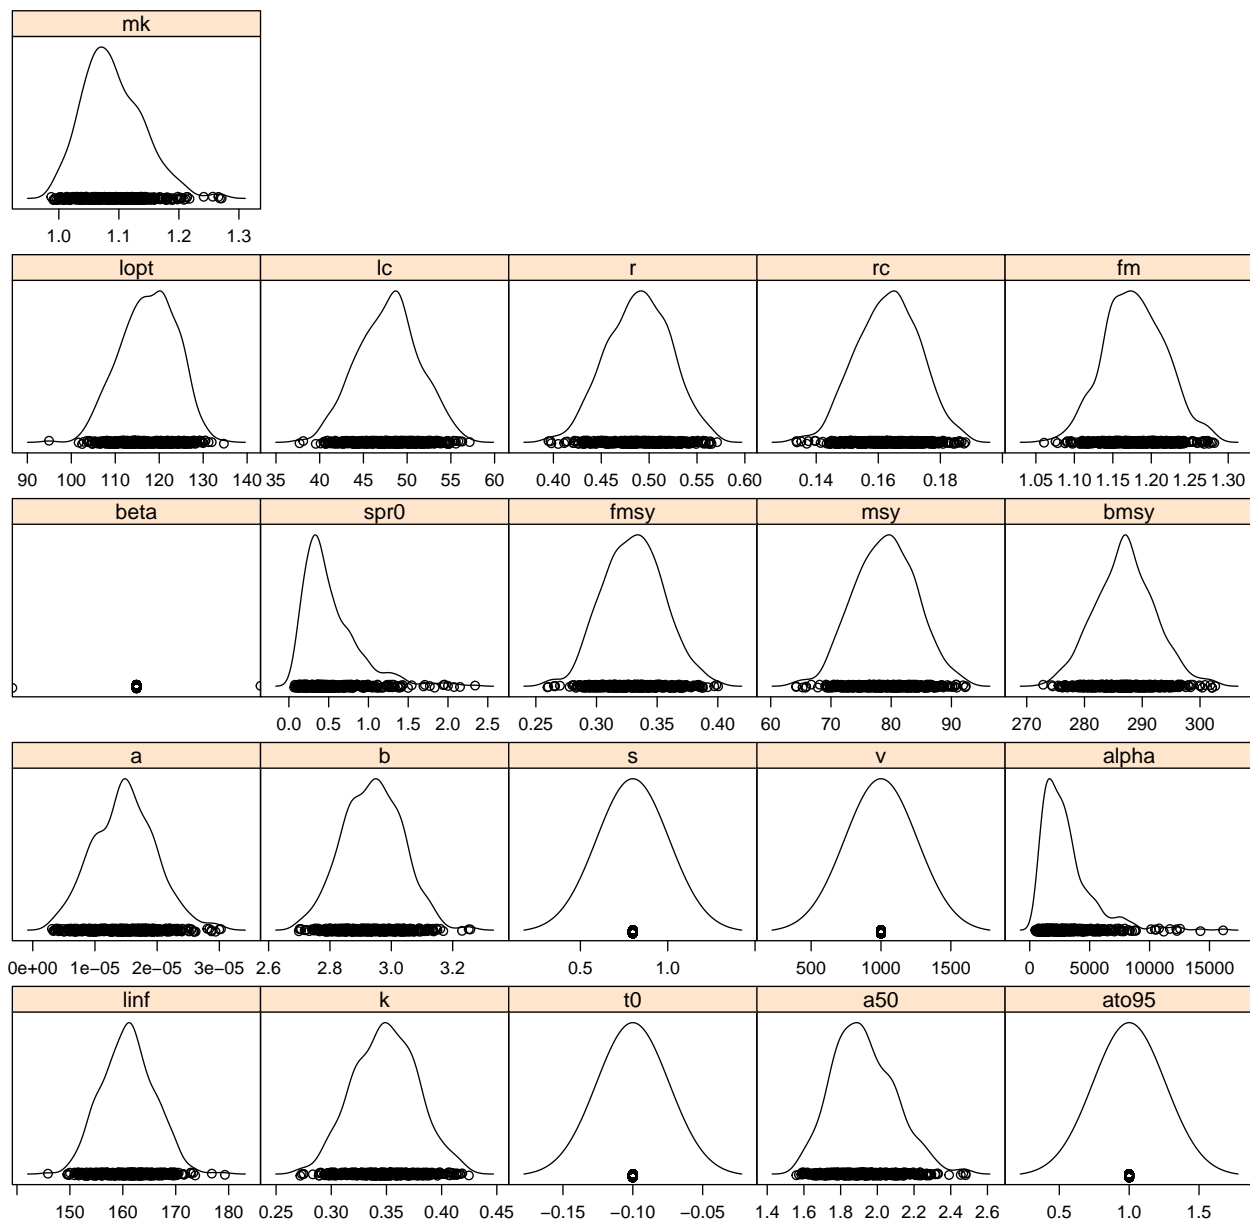 mk
1.0 1.1 1.2 1.3
lopt lc r rc fm
90 100 110 120 130 140 35 40 45 50 55 60 0.40 0.45 0.50 0.55 0.60 0.14 0.16 0.18 1.05 1.10 1.15 1.20 1.25 1.30
beta spr0 fmsy msy bmsy
0.0 0.5 1.0 1.5 2.0 2.5 0.25 0.30 0.35 0.40 60 70 80 90 270 280 290 300
a b s v alpha
0e+00 1e−05 2e−05 3e−05 2.6 2.8 3.0 3.2 0.5 1.0 500 1000 1500 0 5000 10000 15000
linf k t0 a50 ato95
150 160 170 180 0.25 0.30 0.35 0.40 0.45 −0.15 −0.10 −0.05 1.4 1.6 1.8 2.0 2.2 2.4 2.6 0.5 1.0 1.5